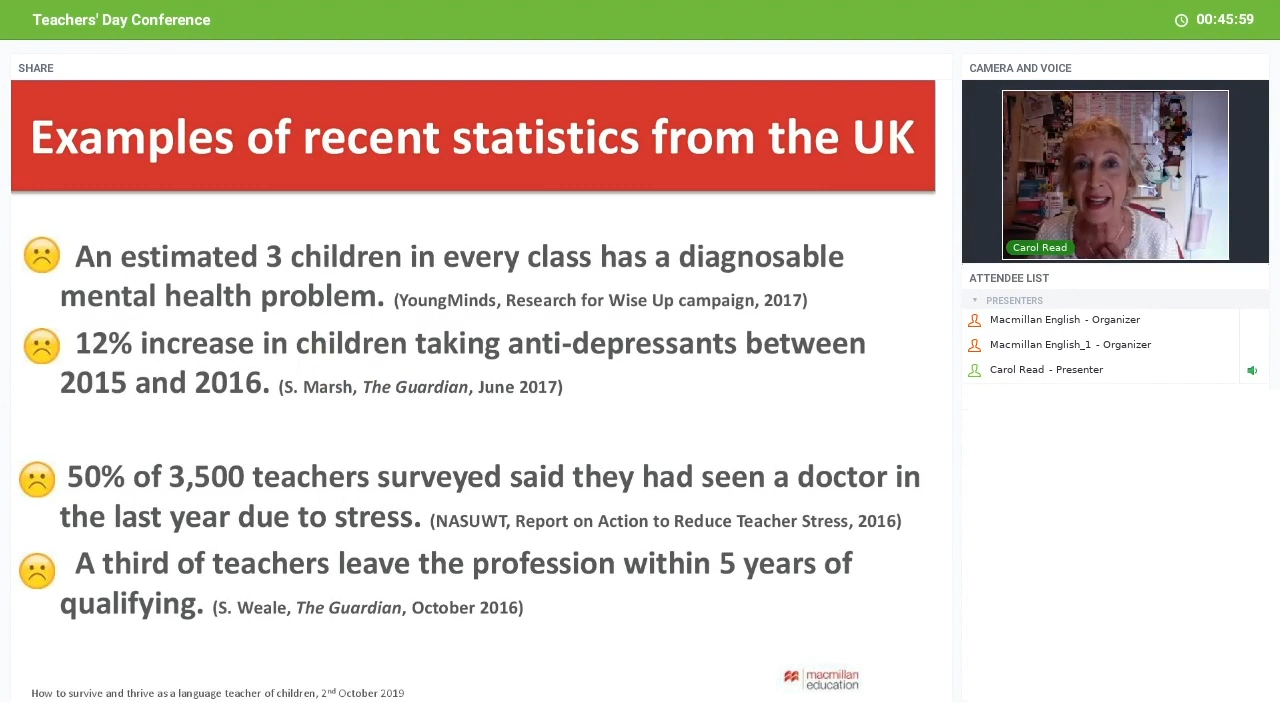 Teachers' Day Conference
00:45:59
SHARE
Examples of recent statistics from the UK
An estimated 3 children in every class has a diagnosable
mental health problem. (YoungMinds, Research for Wise Up campaign, 2017)
12% increase in children taking anti-depressants between
2015 and 2016. (S. Marsh, The Guardian, June 2017)
50% of 3,500 teachers surveyed said they had seen a doctor in
the last year due to stress. (NASUWT, Report on Action to Reduce Teacher Stress, 2016)
A third of teachers leave the profession within 5 years of
qualifying. (S. Weale, The Guardian, October 2016)
How to survive and thrive as a language teacher of children, 2nd October 2019
macmillan
education
CAMERA AND VOICE
Carol Read
ATTENDEE LIST
PRESENTERS
Macmillan English - Organizer
Macmillan English_1 - Organizer
Carol Read - Presenter